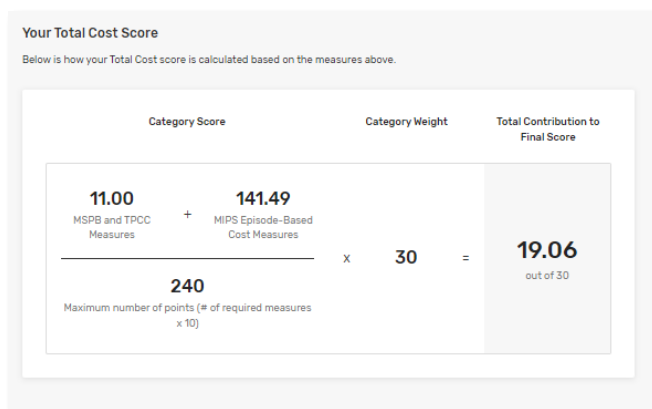 Your Total Cost Score
Below is how your Total Cost score is calculated based on the measures above.
Category Score
Category Weight
Total Contribution to
Final Score
11.00
MSPB and TPCC
Measures
+
141.49
MIPS Episode-Based
Cost Measures
240
Maximum number of points (# of required measures
x 10)
x
30
=
19.06
out of 30